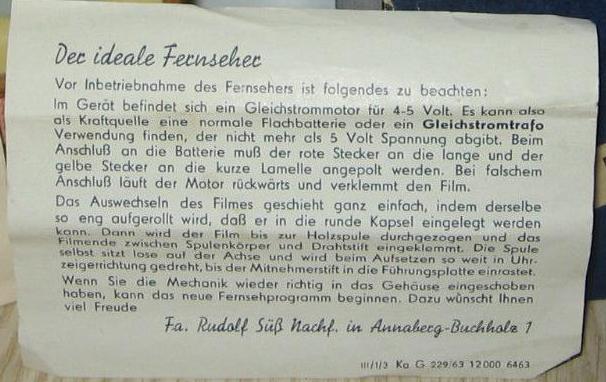 Der ideale Fernseher
Vor Inbetriebnahme des Fernsehers ist folgendes zu beachten:
Im Gerät befindet sich ein Gleichstrommotor für 4-5 Volt. Es kann also
als Kraftquelle eine normale Flachbatterie oder ein Gleichstromtrafo
Verwendung finden, der nicht mehr als 5 Volt Spannung abgibt. Beim
Anschluß an die Batterie muß der rote Stecker an die lange und der
gelbe Stecker an die kurze Lamelle angepolt werden. Bei falschem
Anschluß läuft der Motor rückwärts und verklemmt den Film.
Das Auswechseln des Filmes geschieht ganz einfach, indem derselbe
so eng aufgerollt wird, daß er in die runde Kapsel eingelegt werden
kann. Dann wird der Film bis zur Holzspule durchgezogen und das
Filmende zwischen Spulenkörper und Drahtstift eingeklemmt. Die Spule
selbst sitzt lose auf der Achse und wird beim Aufsetzen so weit in Uhr-
zeigerrichtung gedreht, bis der Mitnehmerstift in die Führungsplatte einrastet.
Wenn Sie die Mechanik wieder richtig in das Gehäuse eingeschoben
haben, kann das neue Fernsehprogramm beginnen. Dazu wünscht Ihnen
viel Freude
Fa. Rudolf Süß Nachf. in Annaberg-Buchholz 1
III/1/3 Ka G 229/63 12000 6463